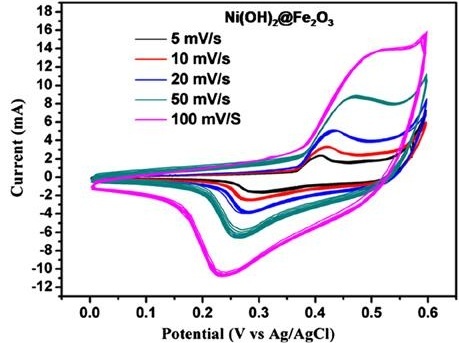 Ni(OH)₂@Fe₂O₃
5 mV/s
10 mV/s
20 mV/s
50 mV/s
100 mV/S
Current (mA)
18
16
14
12
10
8
6
4
2
0
-2
-4
-6
-8
-10
-12
0.0 0.1 0.2 0.3 0.4 0.5 0.6
Potential (V vs Ag/AgCl)